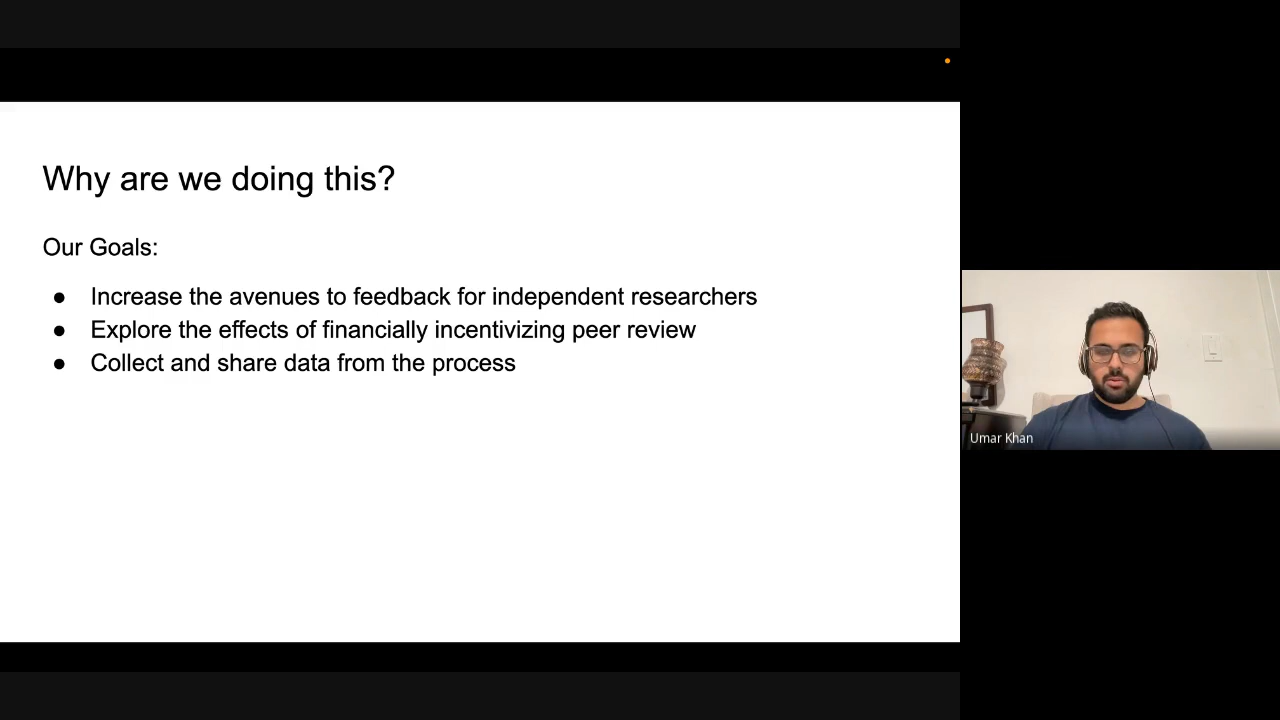 Why are we doing this?
Our Goals:
● Increase the avenues to feedback for independent researchers
● Explore the effects of financially incentivizing peer review
● Collect and share data from the process
Umar Khan